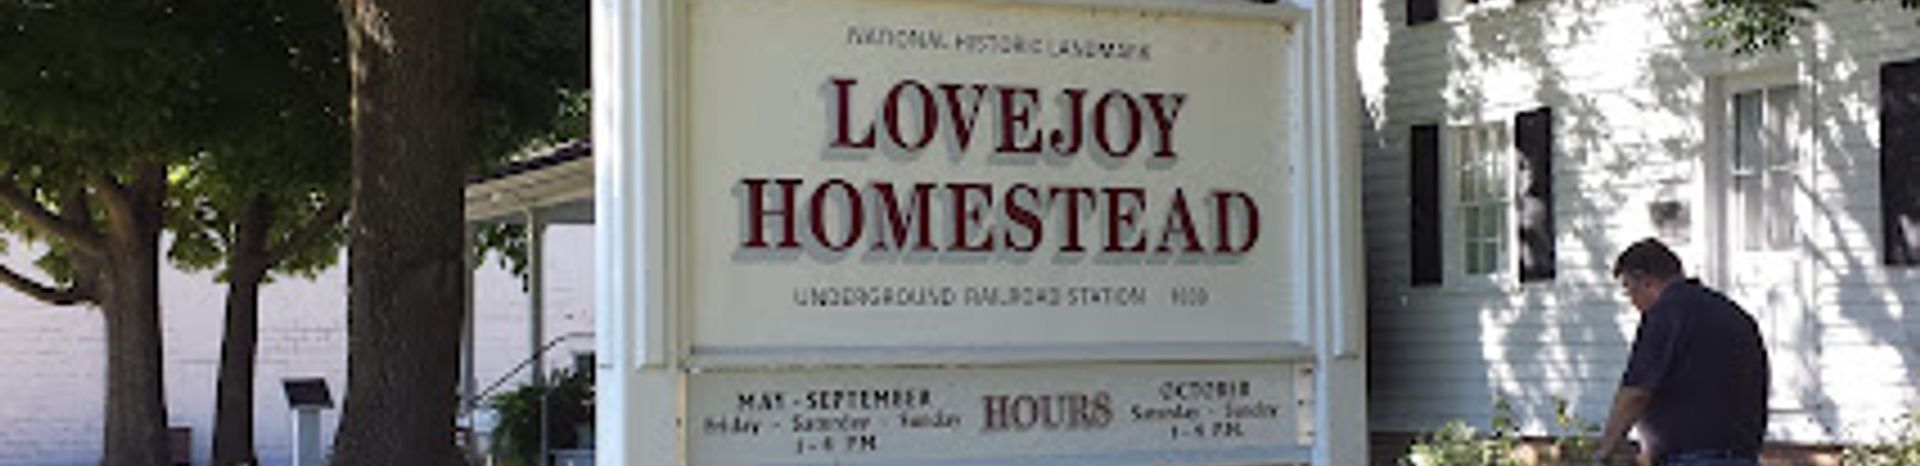 NATIONAL HISTORIC LANDMARK
LOVEJOY
HOMESTEAD
UNDERGROUND RAILROAD STATION
MAY - SEPTEMBER
Friday - Saturday - Sunday
1-4 PM
HOURS
OCTOBER
Saturday - Sunday
1-4 P.M.